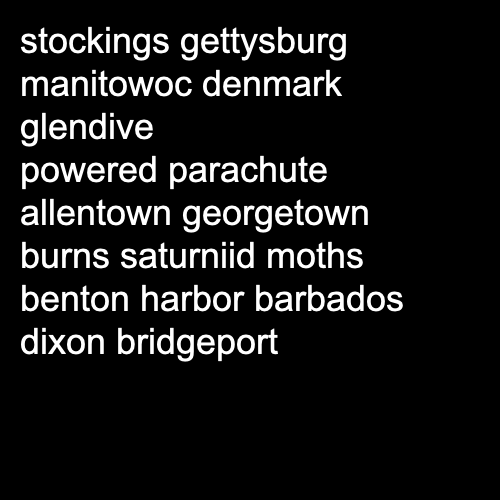 stockings gettysburg
manitowoc denmark
glendive
powered parachute
allentown georgetown
burns saturniid moths
benton harbor barbados
dixon bridgeport